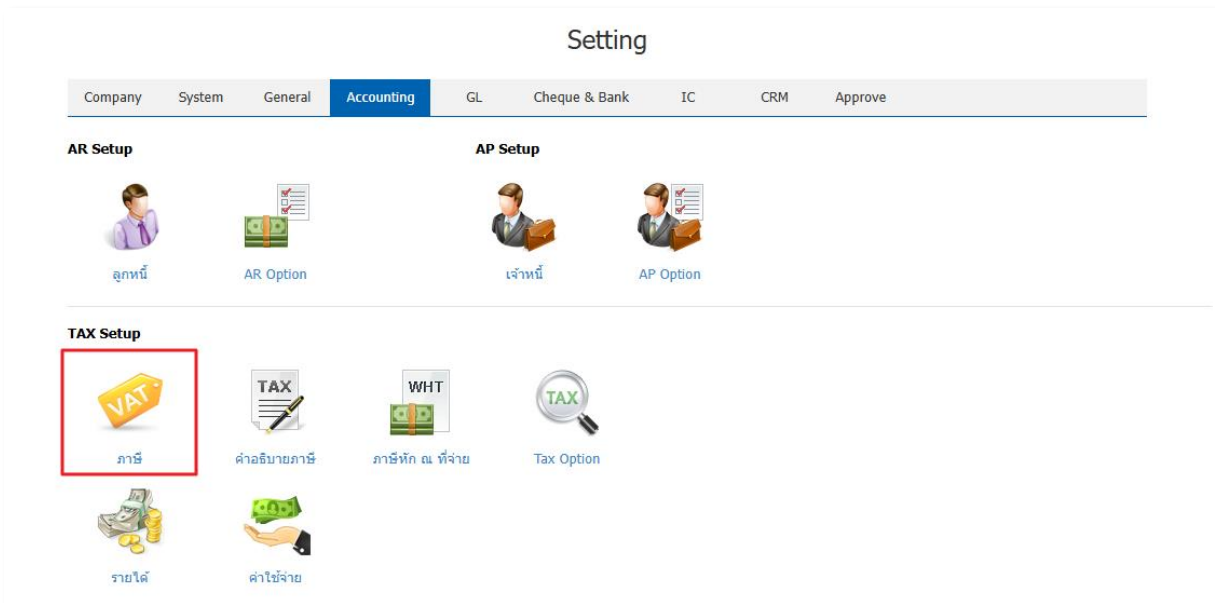 Setting
Company System General Accounting GL Cheque & Bank IC CRM Approve
AR Setup AP Setup
ลูกหนี้ AR Option เจ้าหนี้ AP Option
TAX Setup
VAT TAX WHT TAX
ภาษี คำอธิบายภาษี ภาษีหัก ณ ที่จ่าย Tax Option
รายได้ ค่าใช้จ่าย